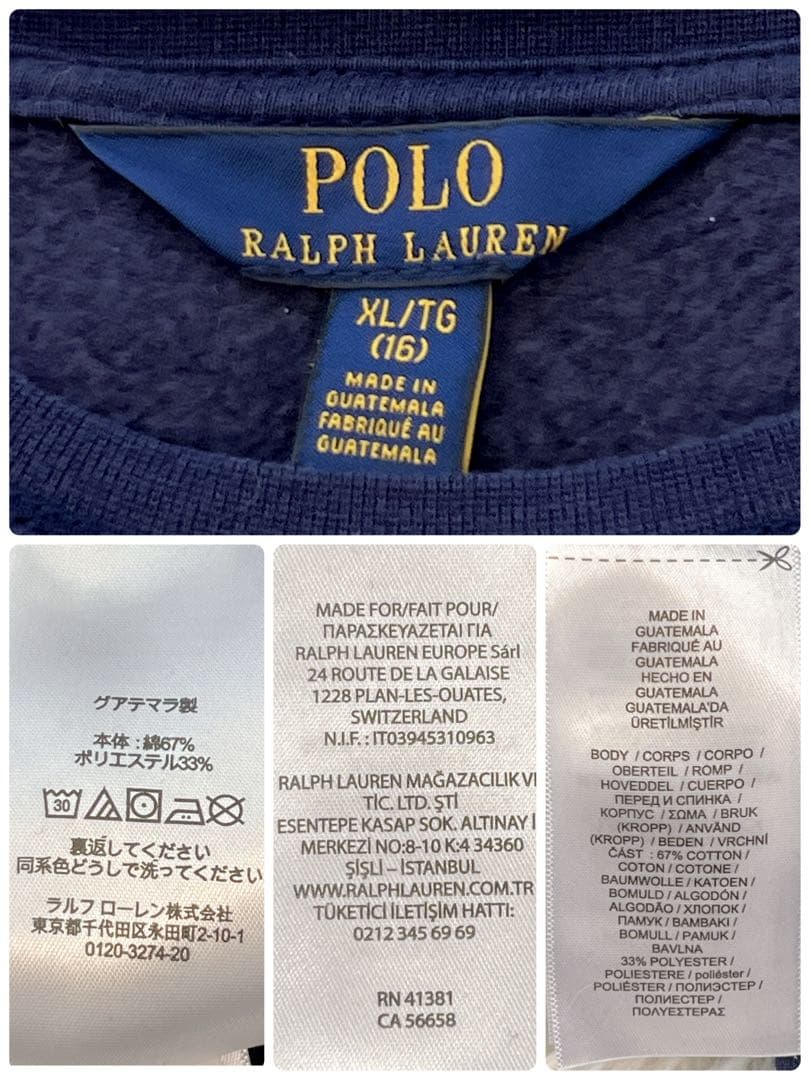 POLO
RALPH LAUREN
XL/TG
(16)
MADE IN
GUATEMALA
FABRIQUÉ AU
GUATEMALA
グアテマラ製
本体 : 綿67%
ポリエステル33%
30
裏返してください
同系色どうしで洗ってください
ラルフ ローレン株式会社
東京都千代田区永田町2-10-1
0120-3274-20
MADE FOR/FAIT POUR/
ΠΑΡΑΣΚΕΥΑΖΕΤΑΙ ΓΙΑ
RALPH LAUREN EUROPE Sárl
24 ROUTE DE LA GALAISE
1228 PLAN-LES-OUATES,
SWITZERLAND
N.I.F. : IT03945310963
RALPH LAUREN MAĞAZACILIK VE
TİC. LTD. ŞTİ
ESENTEPE KASAP SOK. ALTINAY İ
MERKEZİ NO:8-10 K:4 34360
ŞİŞLİ – İSTANBUL
WWW.RALPHLAUREN.COM.TR
TÜKETİCİ İLETİŞİM HATTI:
0212 345 69 69
RN 41381
CA 56658
MADE IN
GUATEMALA
FABRIQUÉ AU
GUATEMALA
HECHO EN
GUATEMALA
GUATEMALA'DA
ÜRETİLMİŞTİR
BODY / CORPS / CORPO /
OBERTEIL / ROMP /
HOVEDDEL / CUERPO /
ПЕРЕД И СПИНКА /
KOPПУС / ΣΩΜΑ / BRUK
(KROPP) / ANVÄND
(KROPP) / BEDEN / VRCHNÍ
ČÁST : 67% COTTON /
COTON / COTONE /
BAUMWOLLE / KATOEN /
BOMULD / ALGODÓN /
ALGODÃO / ХЛОПОК /
ПАМУК / ΒΑΜΒΑΚΙ /
BOMULL / PAMUK /
BAVLNA
33% POLYESTER /
POLIESTERE / poliéster /
POLIÉSTER / ПОЛИЭСТЕР /
ПОЛИЕСТЕР /
ΠΟΛΥΕΣΤΕΡΑΣ